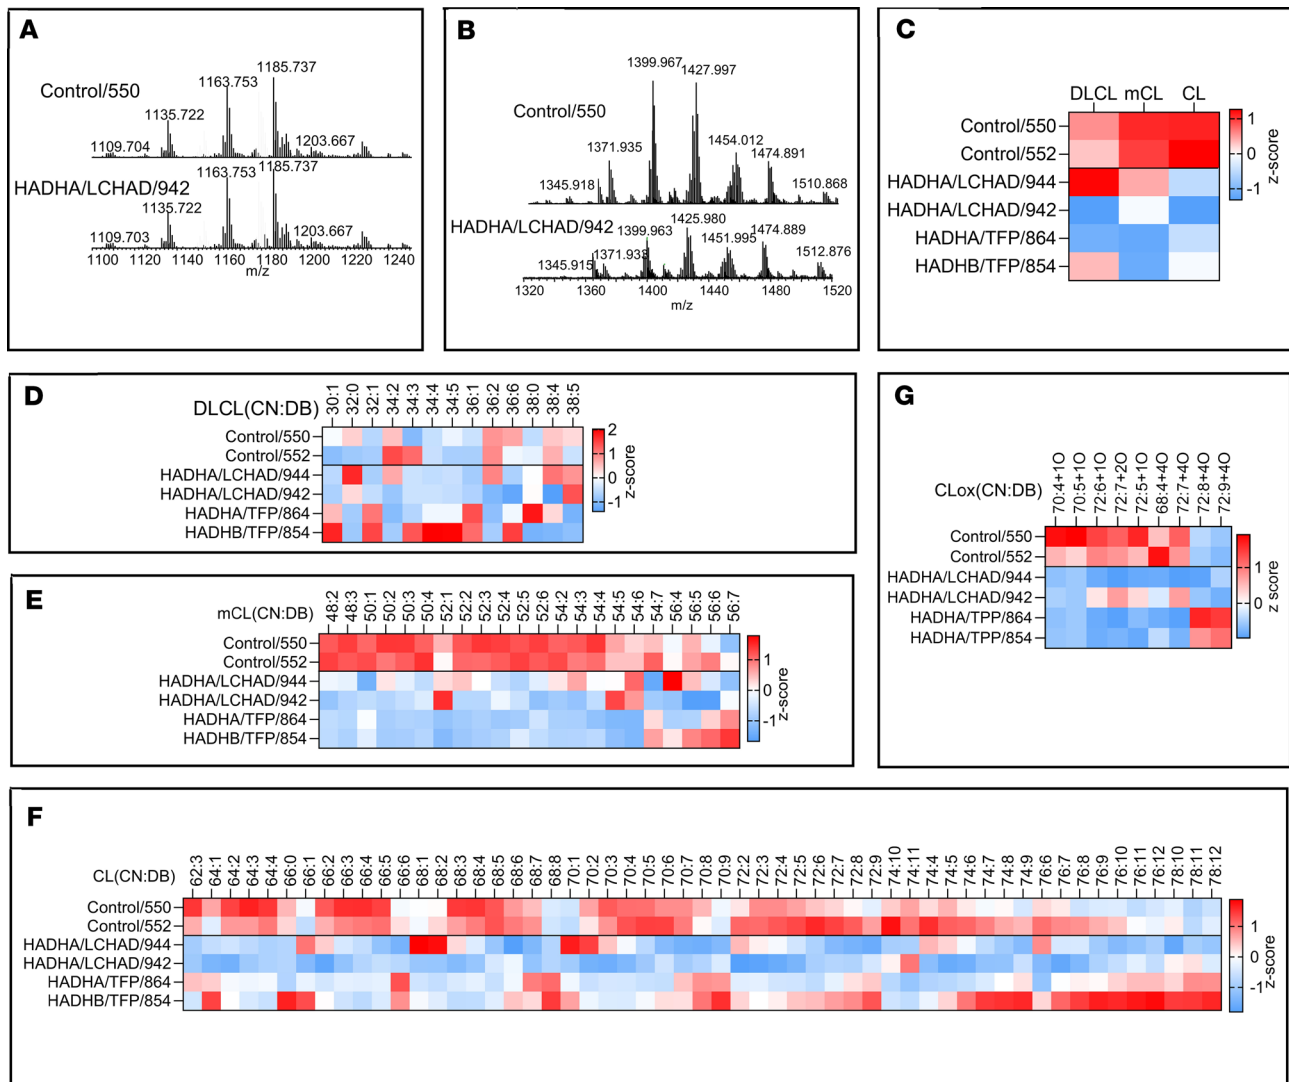 A
Control/550
1109.704
1135.722
1163.753
1185.737
1203.667
HADHA/LCHAD/942
1109.703
1135.722
1163.753
1185.737
1203.667
1100 1120 1140 1160 1180 1200 1220 1240
m/z
B
Control/550
1345.918
1371.935
1399.967
1427.997
1454.012
1474.891
1510.868
HADHA/LCHAD/942
1345.915
1371.933
1399.963
1425.980
1451.995
1474.889
1512.876
1320 1360 1400 1440 1480 1520
m/z
C
DLCL mCL CL
Control/550
Control/552
HADHA/LCHAD/944
HADHA/LCHAD/942
HADHA/TFP/864
HADHB/TFP/854
1
0
-1
z-score
D
DLCL(CN:DB)
30:1 32:0 32:1 34:2 34:3 34:4 34:5 36:1 36:2 36:6 38:0 38:4 38:5
Control/550
Control/552
HADHA/LCHAD/944
HADHA/LCHAD/942
HADHA/TFP/864
HADHB/TFP/854
2
1
0
-1
z-score
G
CLox(CN:DB)
70:4+1O 70:5+1O 72:6+1O 72:7+2O 72:5+1O 68:4+4O 72:7+4O 72:8+4O 72:9+4O
Control/550
Control/552
HADHA/LCHAD/944
HADHA/LCHAD/942
HADHA/TPP/864
HADHA/TPP/854
1
0
z score
E
mCL(CN:DB)
48:2 48:3 50:1 50:2 50:3 50:4 52:1 52:2 52:3 52:4 52:5 52:6 54:2 54:3 54:4 54:5 54:6 54:7 56:4 56:5 56:6 56:7
Control/550
Control/552
HADHA/LCHAD/944
HADHA/LCHAD/942
HADHA/TFP/864
HADHB/TFP/854
1
0
-1
z-score
F
CL(CN:DB)
62:3 64:1 64:2 64:3 64:4 66:0 66:1 66:2 66:3 66:4 66:5 66:6 68:1 68:2 68:3 68:4 68:5 68:6 68:7 68:8 70:1 70:2 70:3 70:4 70:5 70:6 70:7 70:8 70:9 72:2 72:3 72:4 72:5 72:6 72:7 72:8 72:9 74:10 74:11 74:4 74:5 74:6 74:7 74:8 74:9 76:6 76:7 76:8 76:9 76:10 76:11 76:12 78:10 78:11 78:12
Control/550
Control/552
HADHA/LCHAD/944
HADHA/LCHAD/942
HADHA/TFP/864
HADHB/TFP/854
1
0
-1
z-score